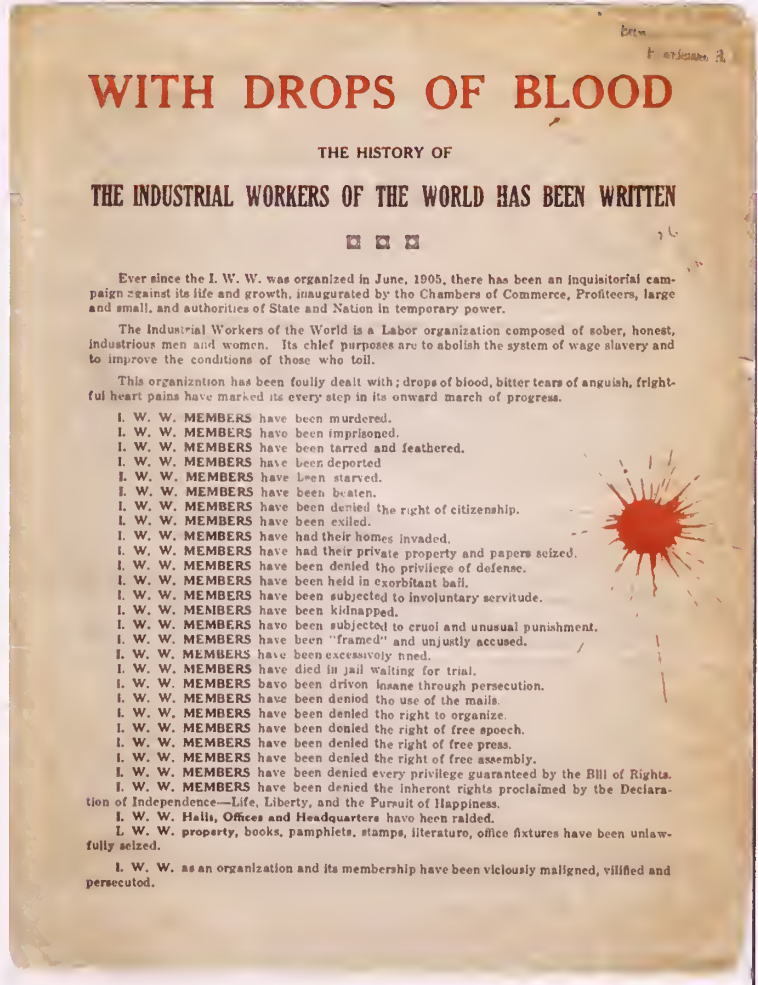 WITH DROPS OF BLOOD
THE HISTORY OF
THE INDUSTRIAL WORKERS OF THE WORLD HAS BEEN WRITTEN
Ever since the I. W. W. was organized in June, 1905, there has been an inquisitorial cam-
paign against its life and growth, inaugurated by the Chambers of Commerce, Profiteers, large
and small, and authorities of State and Nation in temporary power.
The Industrial Workers of the World is a Labor organization composed of sober, honest,
industrious men and women. Its chief purposes are to abolish the system of wage slavery and
to improve the conditions of those who toil.
This organization has been foully dealt with; drops of blood, bitter tears of anguish, fright-
ful heart pains have marked its every step in its onward march of progress.
I. W. W. MEMBERS have been murdered.
I. W. W. MEMBERS have been imprisoned.
I. W. W. MEMBERS have been tarred and feathered.
I. W. W. MEMBERS have been deported
I. W. W. MEMBERS have been starved.
I. W. W. MEMBERS have been beaten.
I. W. W. MEMBERS have been denied the right of citizenship.
I. W. W. MEMBERS have been exiled.
I. W. W. MEMBERS have had their homes invaded.
I. W. W. MEMBERS have had their private property and papers seized.
I. W. W. MEMBERS have been denied the privilege of defense.
I. W. W. MEMBERS have been held in exorbitant bail.
I. W. W. MEMBERS have been subjected to involuntary servitude.
I. W. W. MEMBERS have been kidnapped.
I. W. W. MEMBERS have been subjected to cruel and unusual punishment.
I. W. W. MEMBERS have been "framed" and unjustly accused.
I. W. W. MEMBERS have been excessively fined.
I. W. W. MEMBERS have died in jail waiting for trial.
I. W. W. MEMBERS have been driven insane through persecution.
I. W. W. MEMBERS have been denied the use of the mails.
I. W. W. MEMBERS have been denied the right to organize.
I. W. W. MEMBERS have been denied the right of free speech.
I. W. W. MEMBERS have been denied the right of free press.
I. W. W. MEMBERS have been denied the right of free assembly.
I. W. W. MEMBERS have been denied every privilege guaranteed by the Bill of Rights.
I. W. W. MEMBERS have been denied the inherent rights proclaimed by the Declara-
tion of Independence—Life, Liberty, and the Pursuit of Happiness.
I. W. W. Halls, Offices and Headquarters have been raided.
I. W. W. property, books, pamphlets, stamps, literature, office fixtures have been unlaw-
fully seized.
I. W. W. as an organization and its membership have been viciously maligned, vilified and
persecuted.